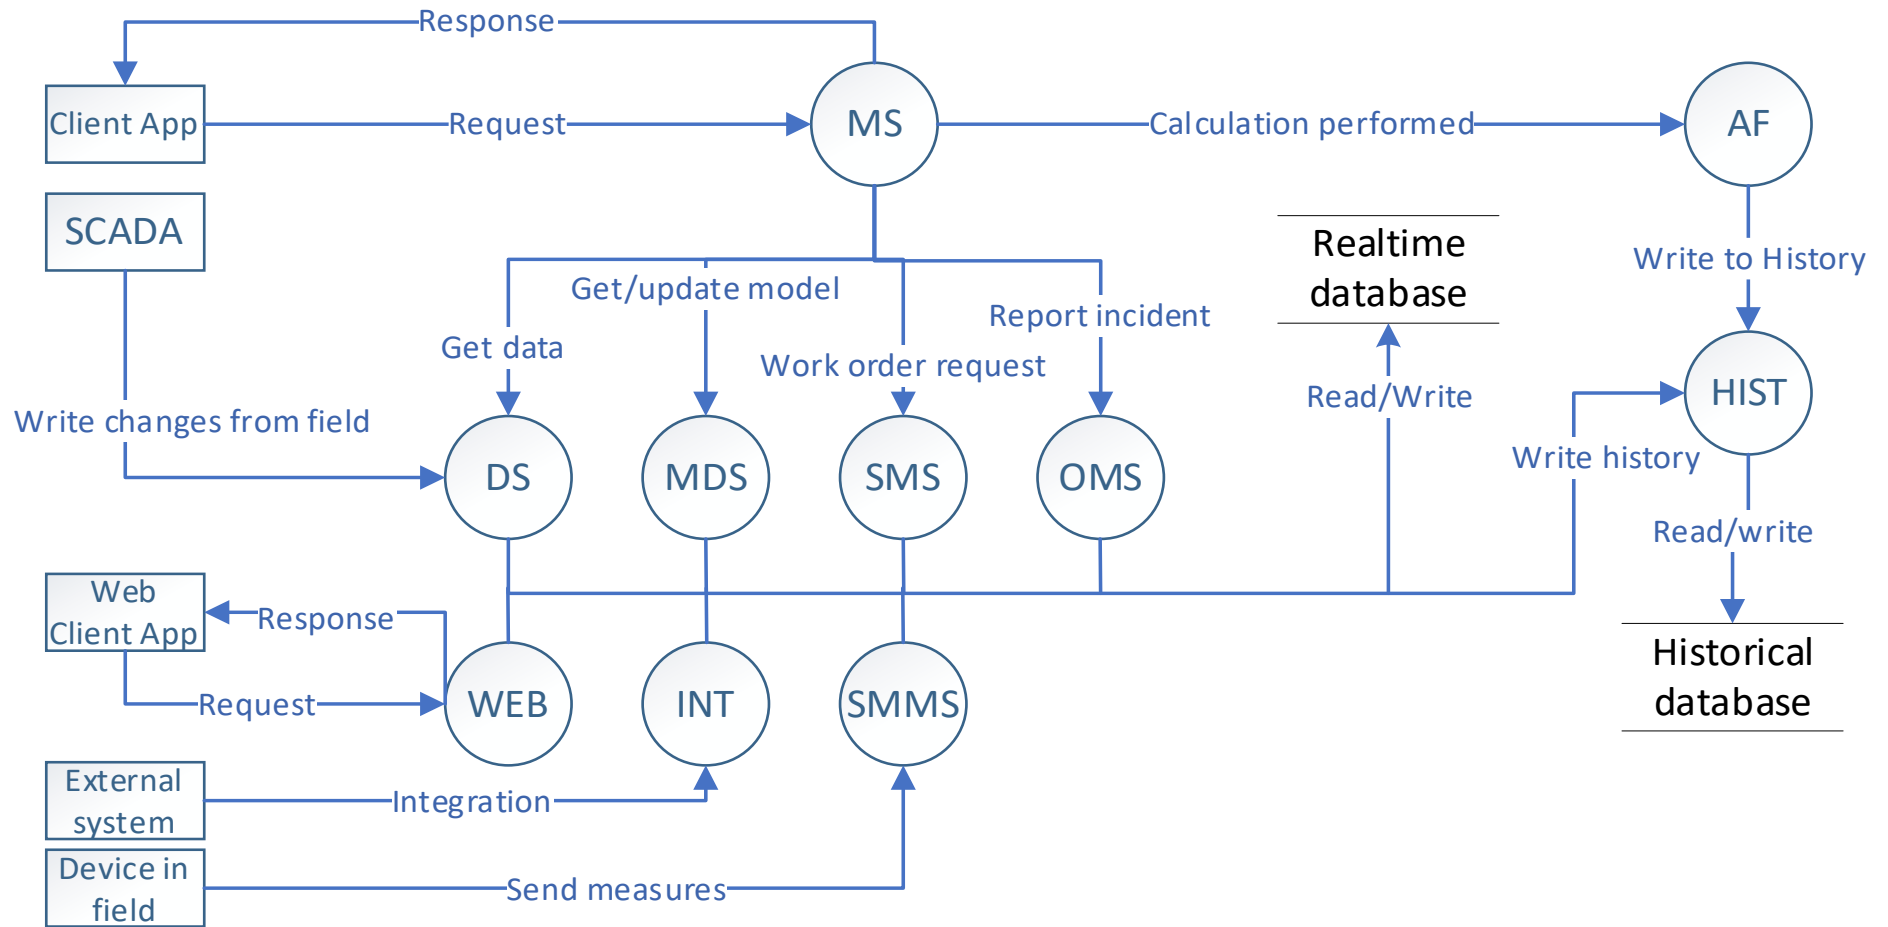 Response
Client App
Request
MS
Calculation performed
AF
SCADA
Realtime
database
Write to History
Get/update model
Report incident
Get data
Work order request
Read/Write
HIST
Write changes from field
Write history
DS
MDS
SMS
OMS
Read/write
Web
Client App
Response
Request
WEB
INT
SMMS
Historical
database
External
system
Integration
Device in
field
Send measures